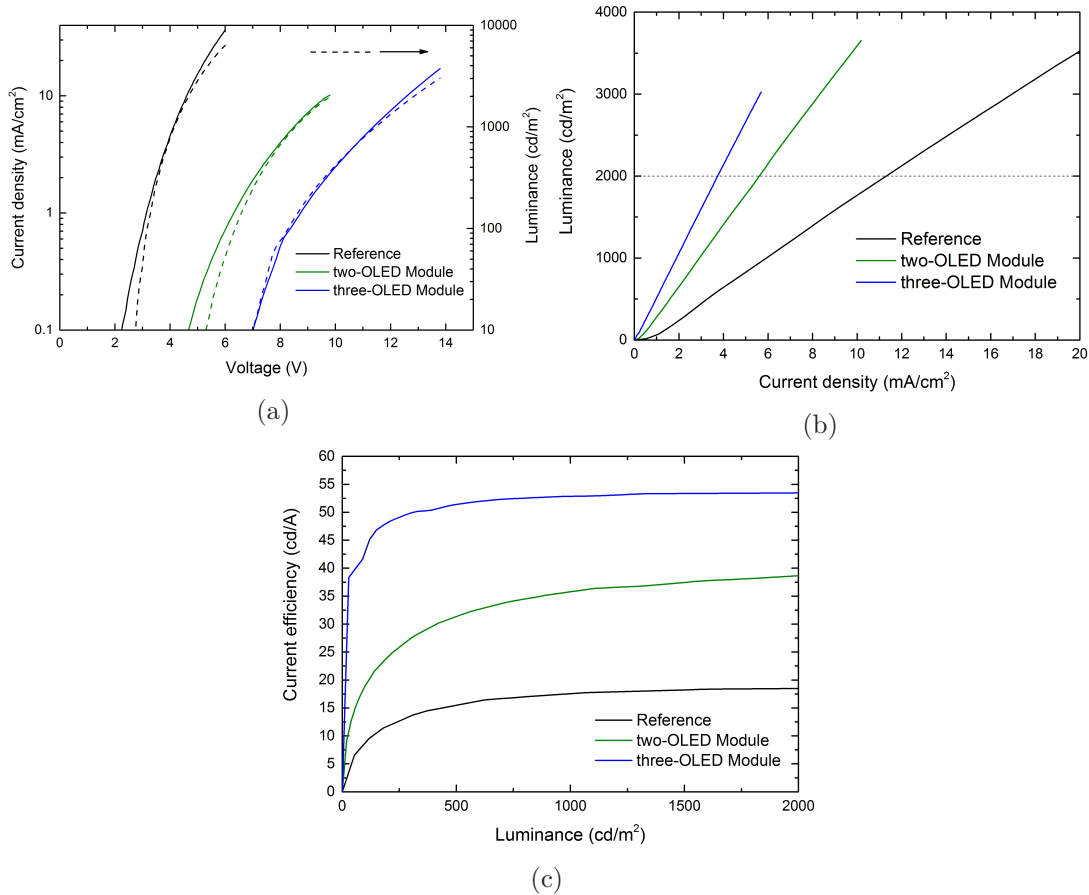 10
1
0.1
Current density (mA/cm²)
10000
1000
100
10
Luminance (cd/m²)
Reference
two-OLED Module
three-OLED Module
0 2 4 6 8 10 12 14
Voltage (V)
(a)
4000
3000
2000
1000
0
Luminance (cd/m²)
Reference
two-OLED Module
three-OLED Module
0 2 4 6 8 10 12 14 16 18 20
Current density (mA/cm²)
(b)
60
55
50
45
40
35
30
25
20
15
10
5
0
Current efficiency (cd/A)
Reference
two-OLED Module
three-OLED Module
0 500 1000 1500 2000
Luminance (cd/m²)
(c)